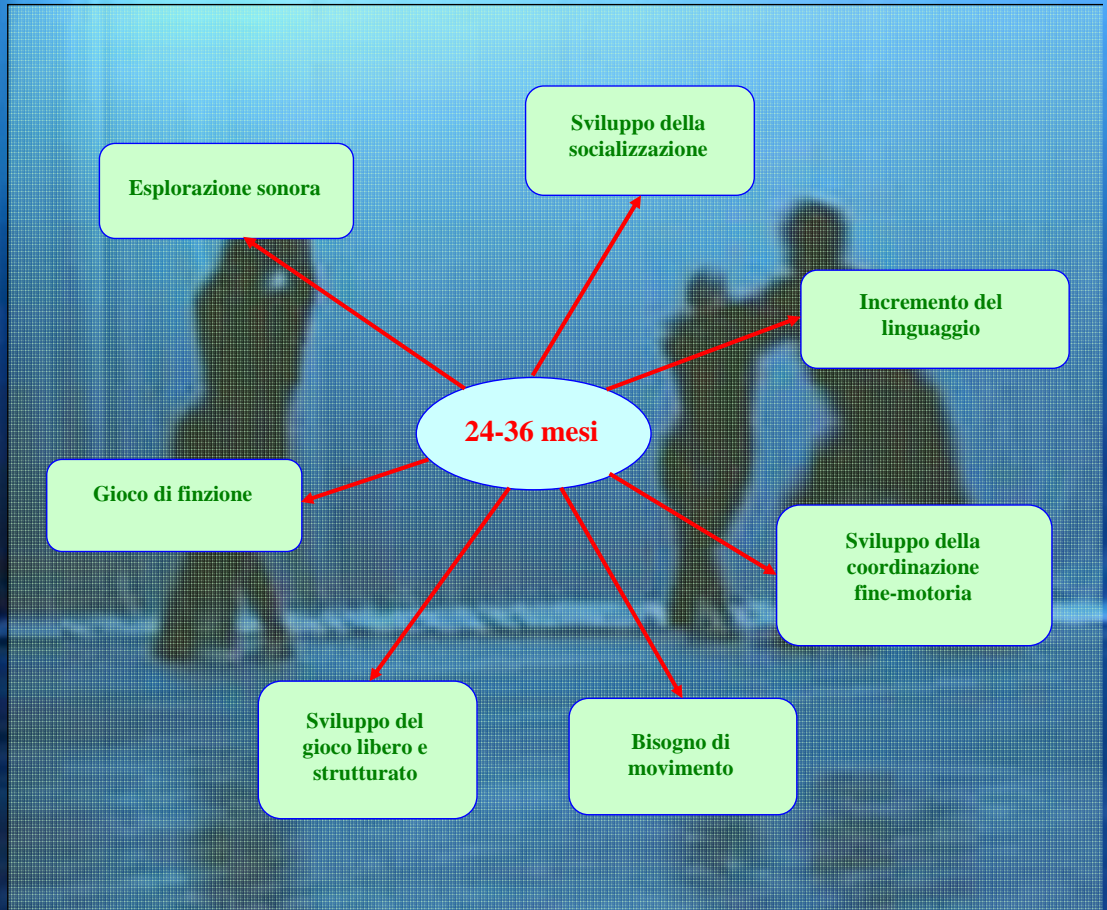 Sviluppo della
socializzazione
Esplorazione sonora
Incremento del
linguaggio
24-36 mesi
Gioco di finzione
Sviluppo della
coordinazione
fine-motoria
Sviluppo del
gioco libero e
strutturato
Bisogno di
movimento